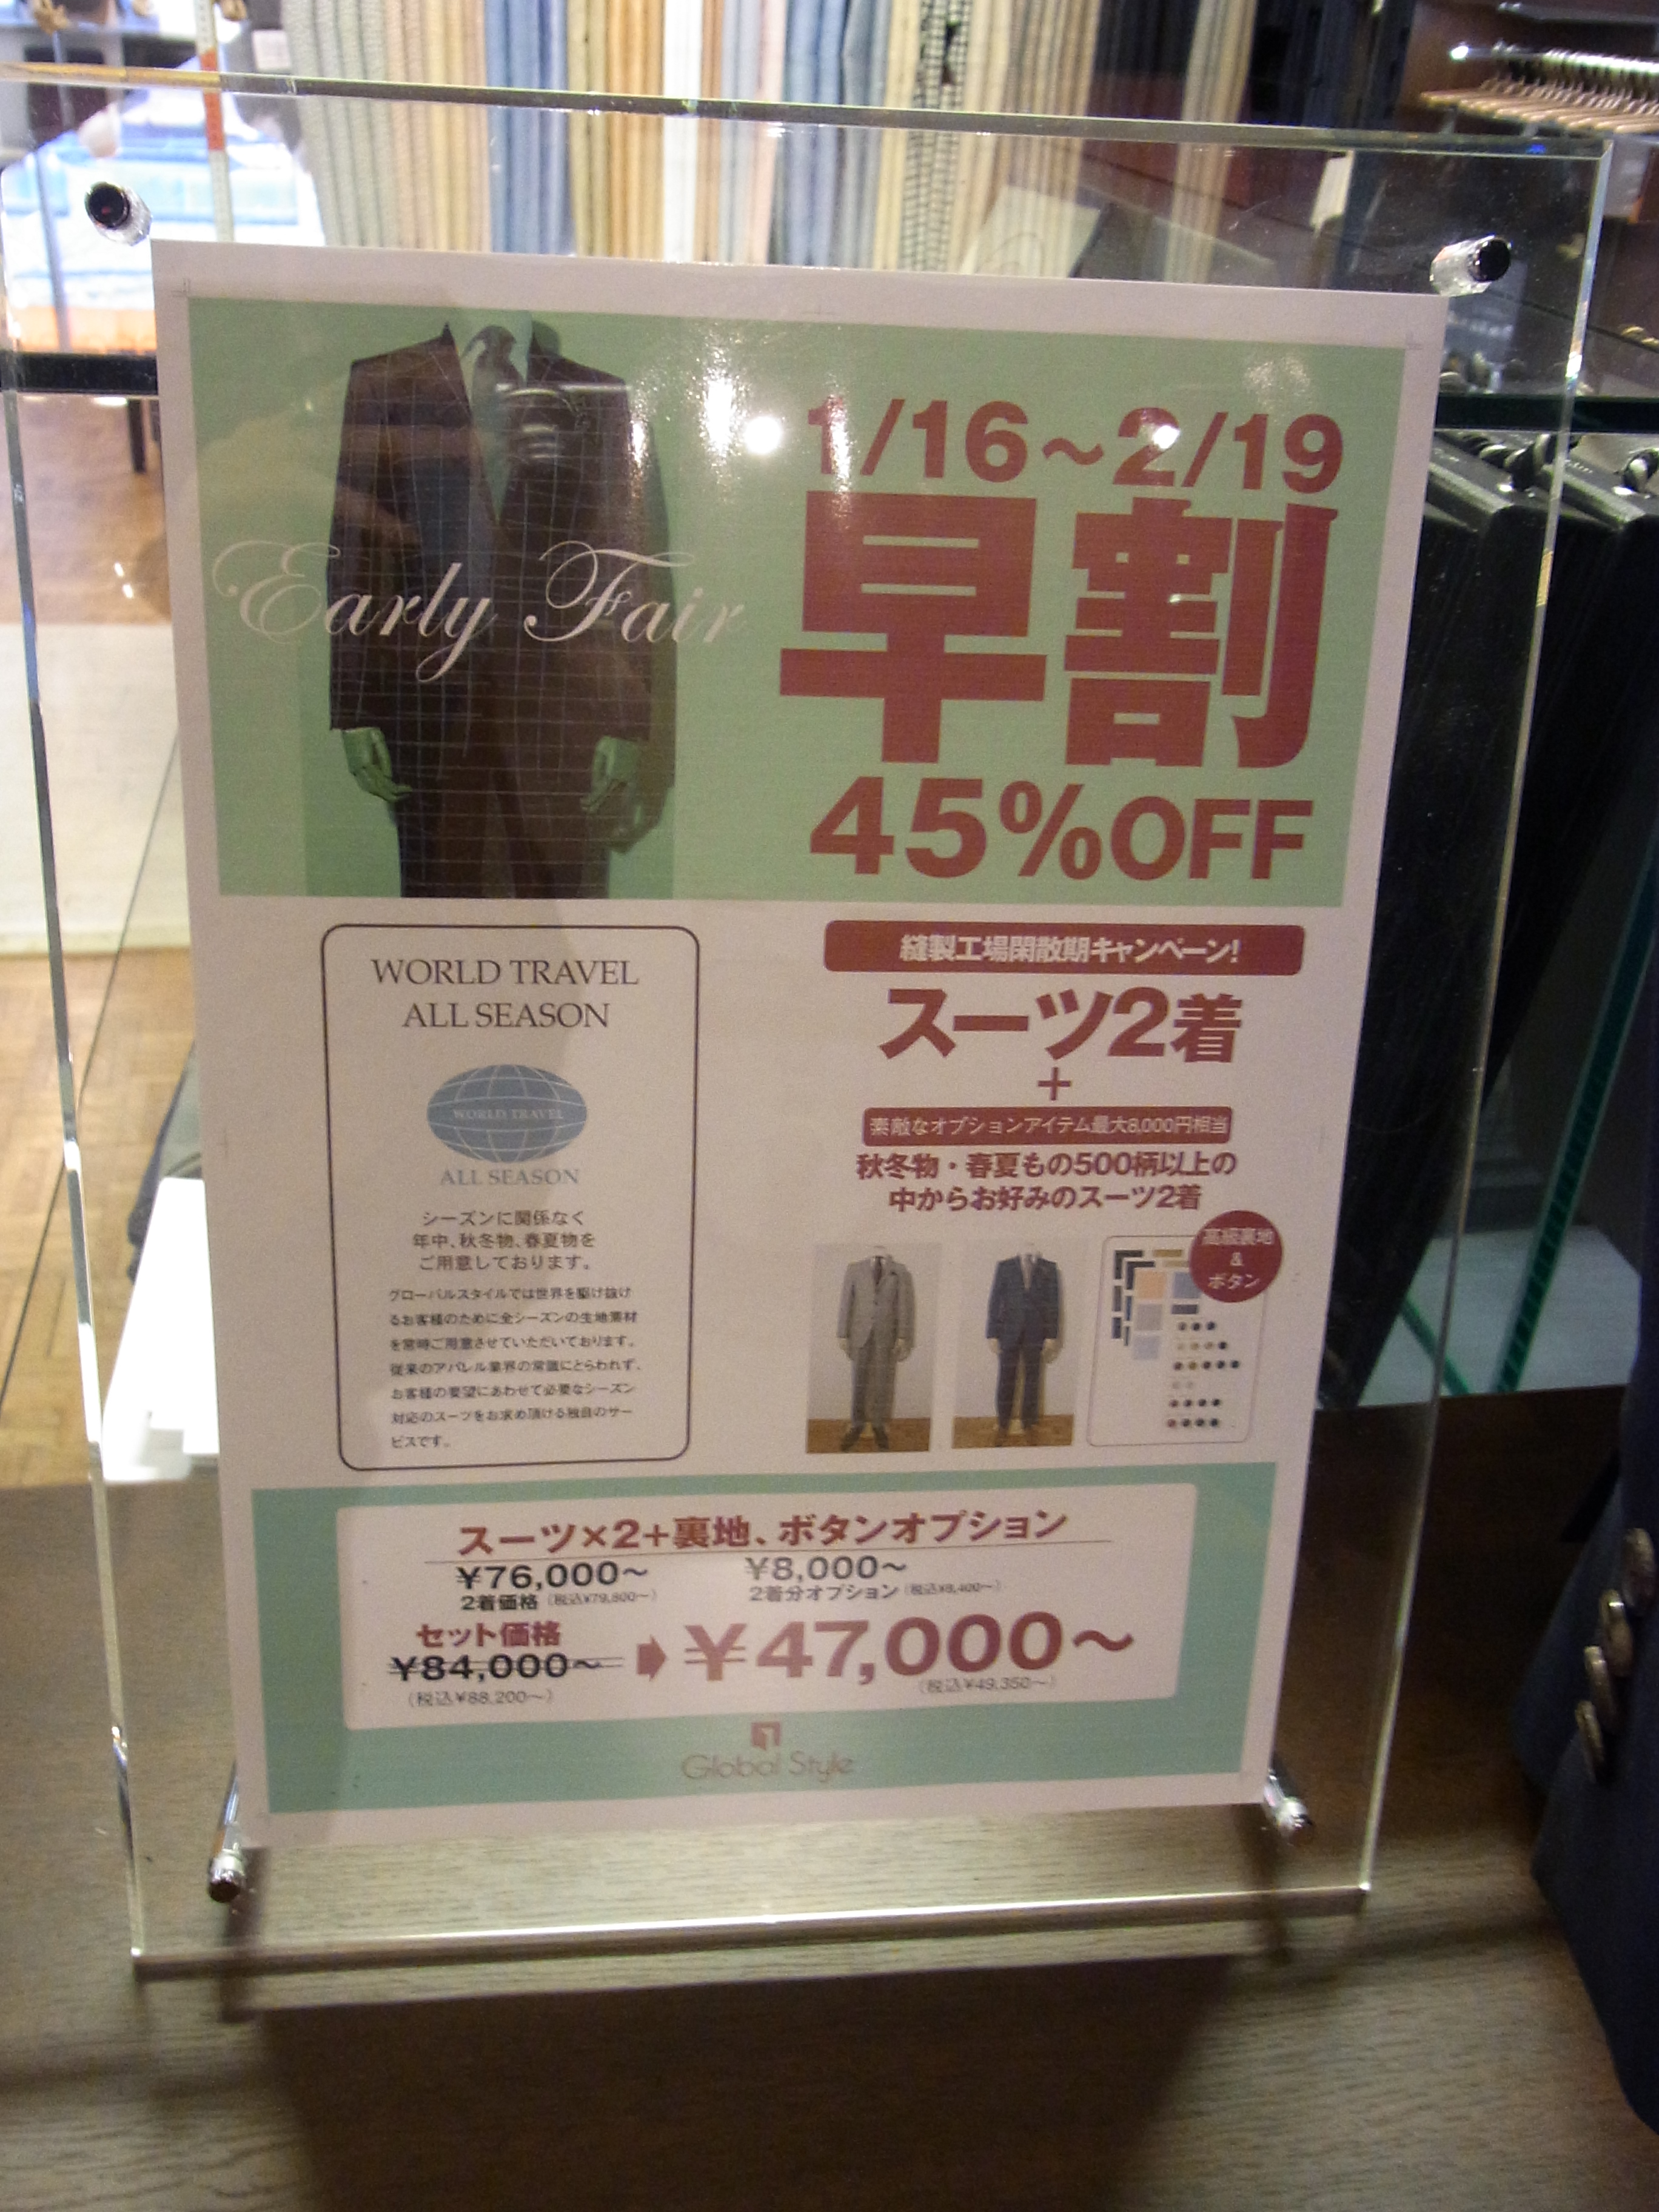 1/16～2/19
早割
45%OFF
Early Fair
WORLD TRAVEL
ALL SEASON
WORLD TRAVEL
ALL SEASON
シーズンに関係なく
年中、秋冬物、春夏物を
ご用意しております。
グローバルスタイルでは世界を駆け抜け
るお客様のために全シーズンの生地素材
を常時ご用意させていただいております。
従来のアパレル業界の常識にとらわれず、
お客様の要望にあわせて必要なシーズン
対応のスーツをお求め頂ける独自のサー
ビスです。
縫製工場閑散期キャンペーン!
スーツ2着
+
素敵なオプションアイテム最大8,000円相当
秋冬物・春夏もの500柄以上の
中からお好みのスーツ2着
高級裏地
&
ボタン
スーツ×2+裏地、ボタンオプション
¥76,000～ ¥8,000～
2着価格（税込¥79,800～） 2着分オプション（税込¥8,400～）
セット価格
¥84,000～ ¥47,000～
（税込¥88,200～） （税込¥49,350～）
Global Style